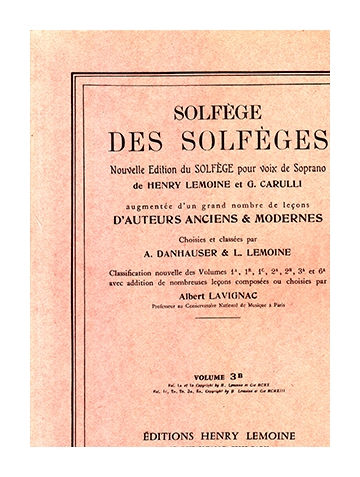 SOLFÈGE
DES SOLFÈGES
Nouvelle Edition du SOLFÈGE pour voix de Soprano
de HENRY LEMOINE et G. CARULLI
augmentée d'un grand nombre de leçons
D'AUTEURS ANCIENS & MODERNES
Choisies et classées par
A. DANHAUSER & L. LEMOINE
Classification nouvelle des Volumes 1ᴬ, 1ᴮ, 1ᶜ, 2ᴬ, 2ᴮ, 3ᴬ et 6ᴬ
avec addition de nombreuses leçons composées ou choisies par
Albert LAVIGNAC
Professeur au Conservatoire National de Musique à Paris
VOLUME 3ᴮ
ÉDITIONS HENRY LEMOINE